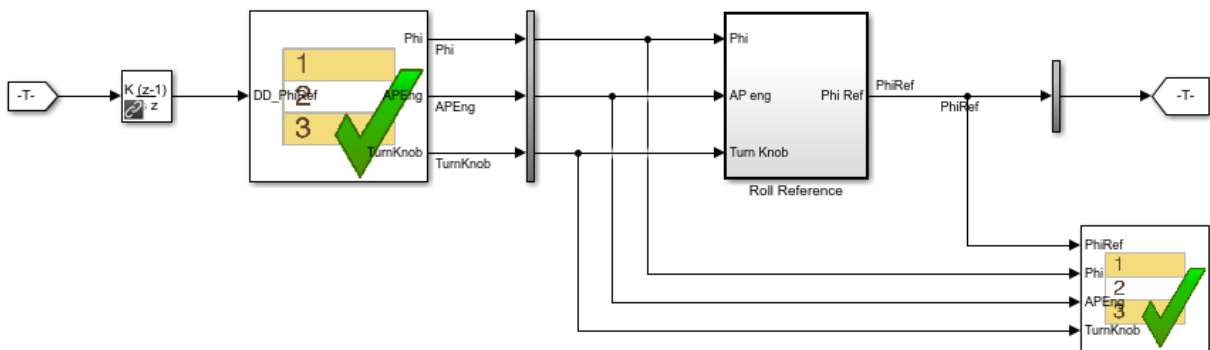 -T-
K (z-1)
z
DD_PhiRef
1
2
3
Phi
APEng
TurnKnob
Phi
APEng
TurnKnob
Phi
AP eng
Turn Knob
Phi Ref
Roll Reference
PhiRef
PhiRef
-T-
PhiRef
Phi
APEng
TurnKnob
1
2
3